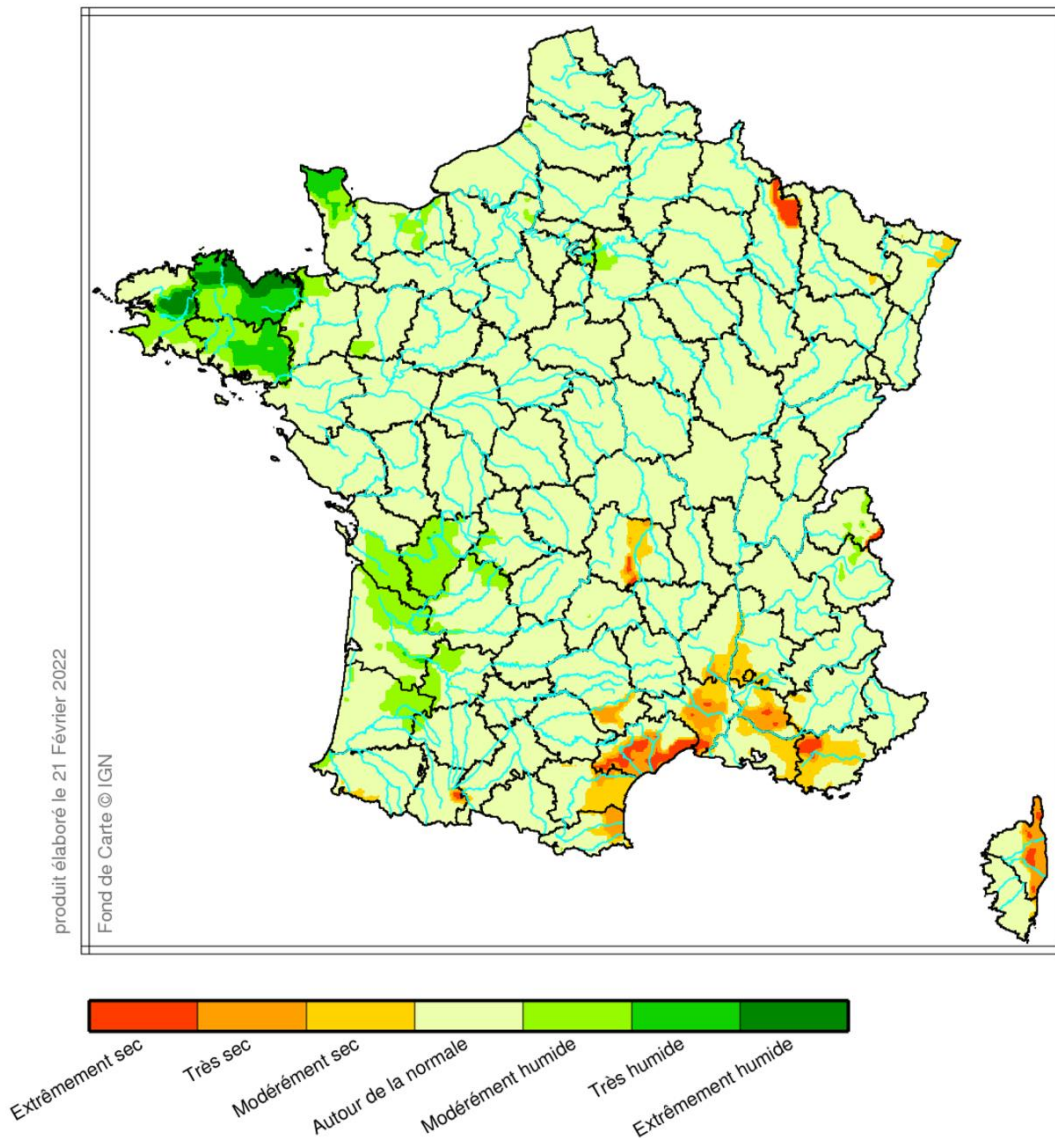 produit élaboré le 21 Février 2022
Fond de Carte © IGN
Extrêmement sec
Très sec
Modérément sec
Autour de la normale
Modérément humide
Très humide
Extrêmement humide